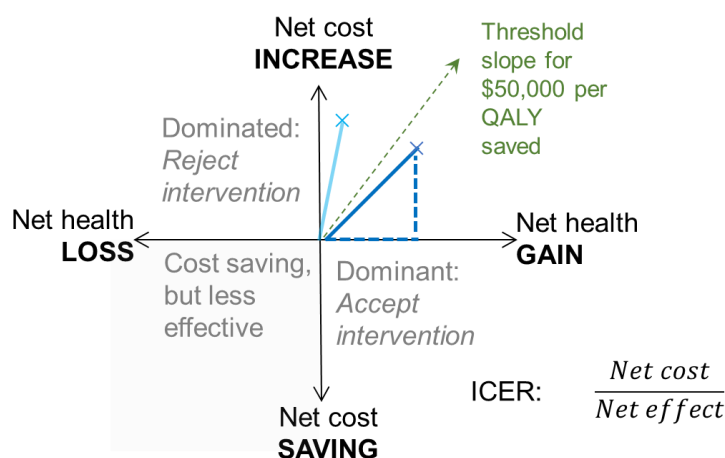 Net cost
INCREASE
Threshold
slope for
$50,000 per
QALY
saved
Dominated:
Reject
intervention
Net health
LOSS
Net health
GAIN
Cost saving,
but less
effective
Dominant:
Accept
intervention
Net cost
SAVING
ICER:
Net cost
Net effect